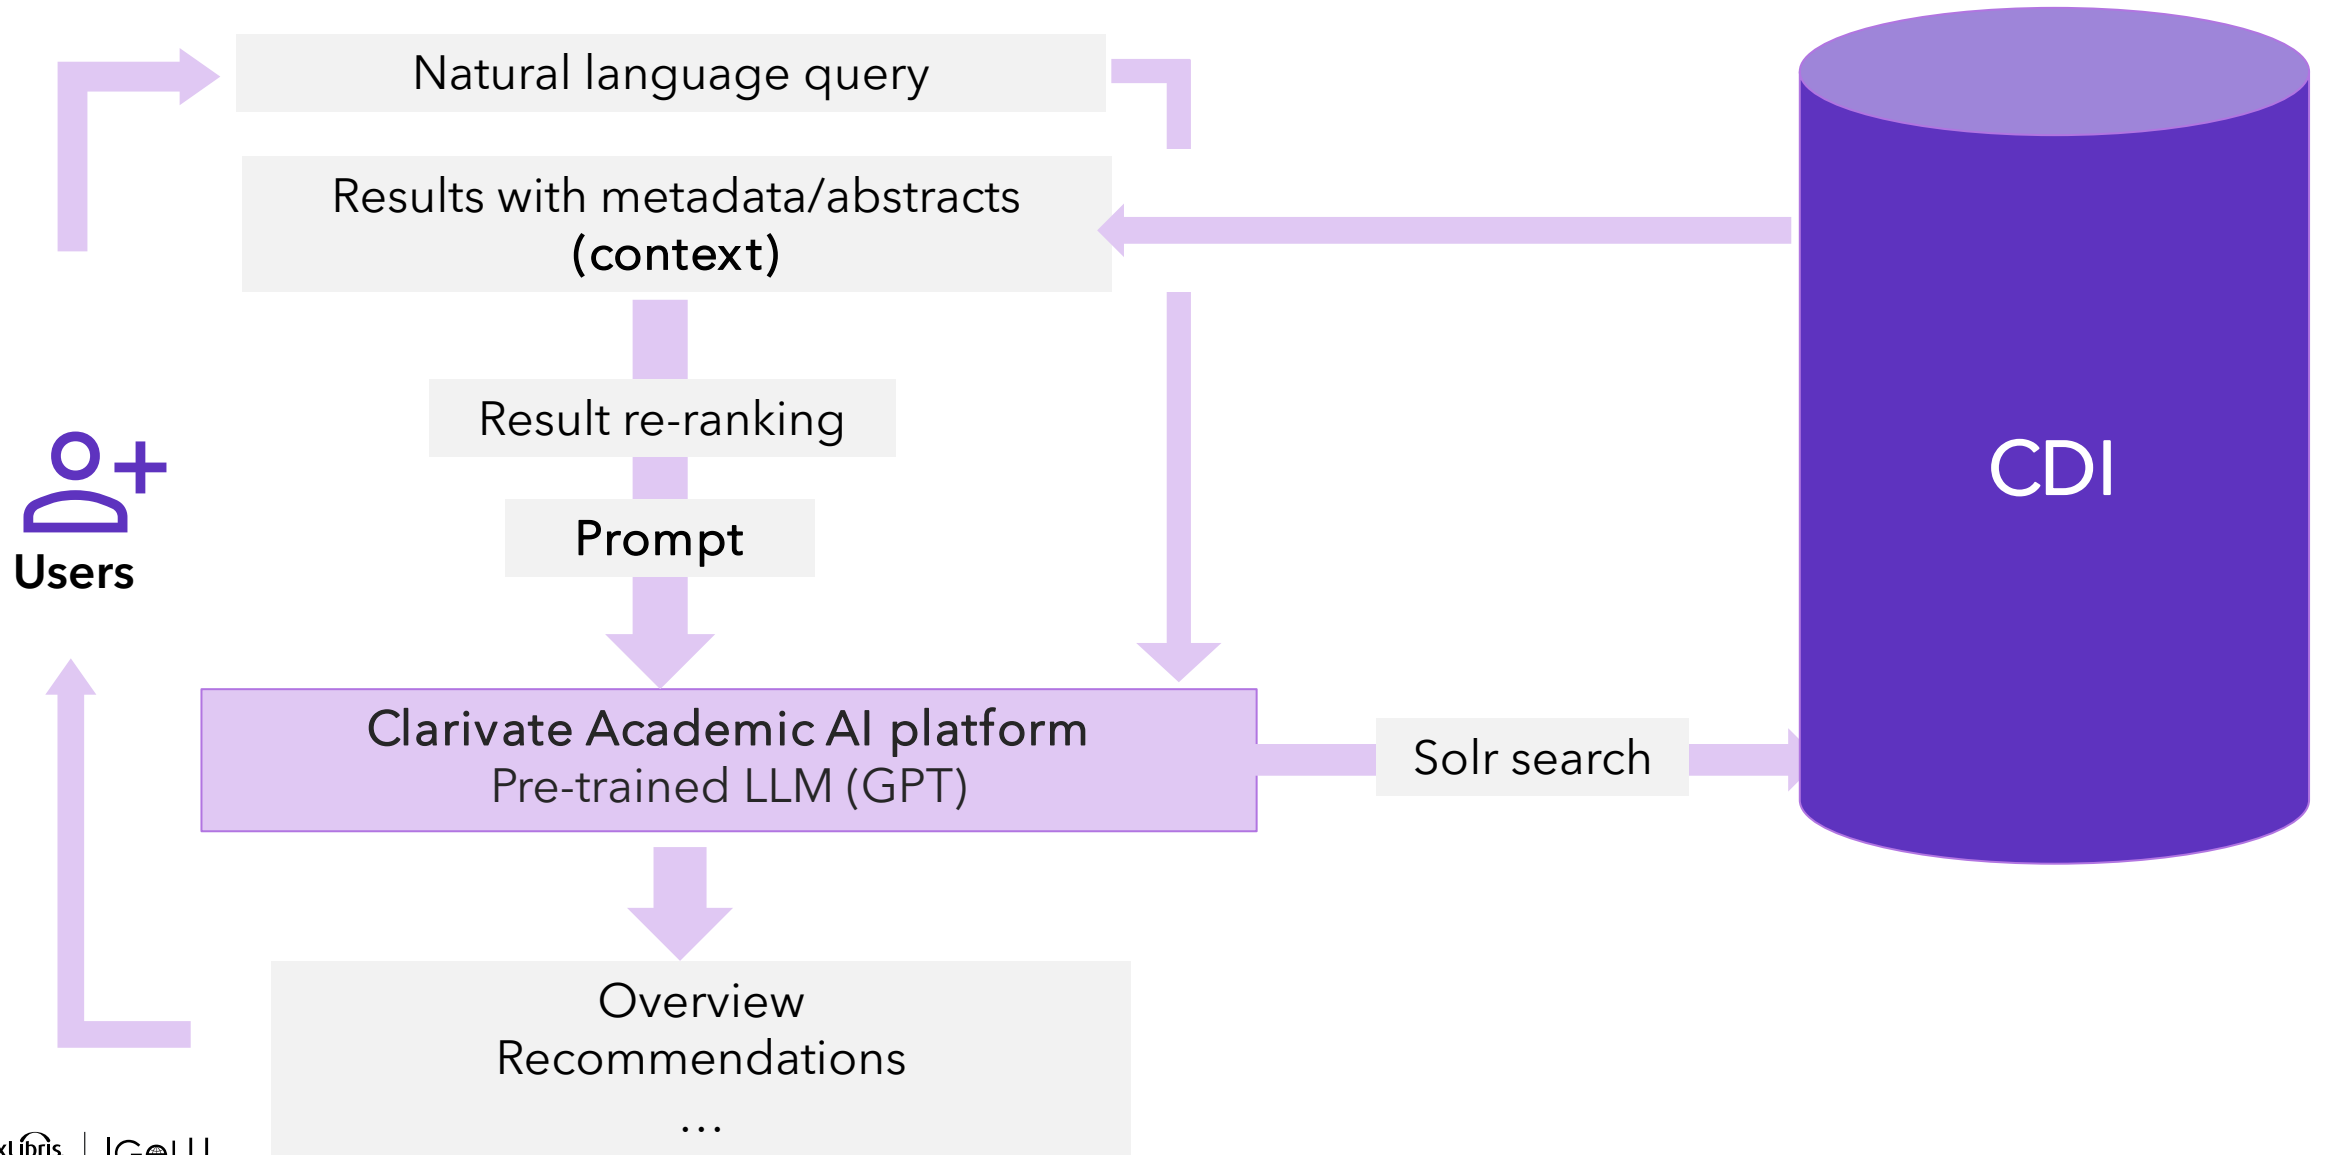 Natural language query
Results with metadata/abstracts
(context)
Result re-ranking
Prompt
Users
CDI
Clarivate Academic AI platform
Pre-trained LLM (GPT)
Solr search
Overview
Recommendations
...